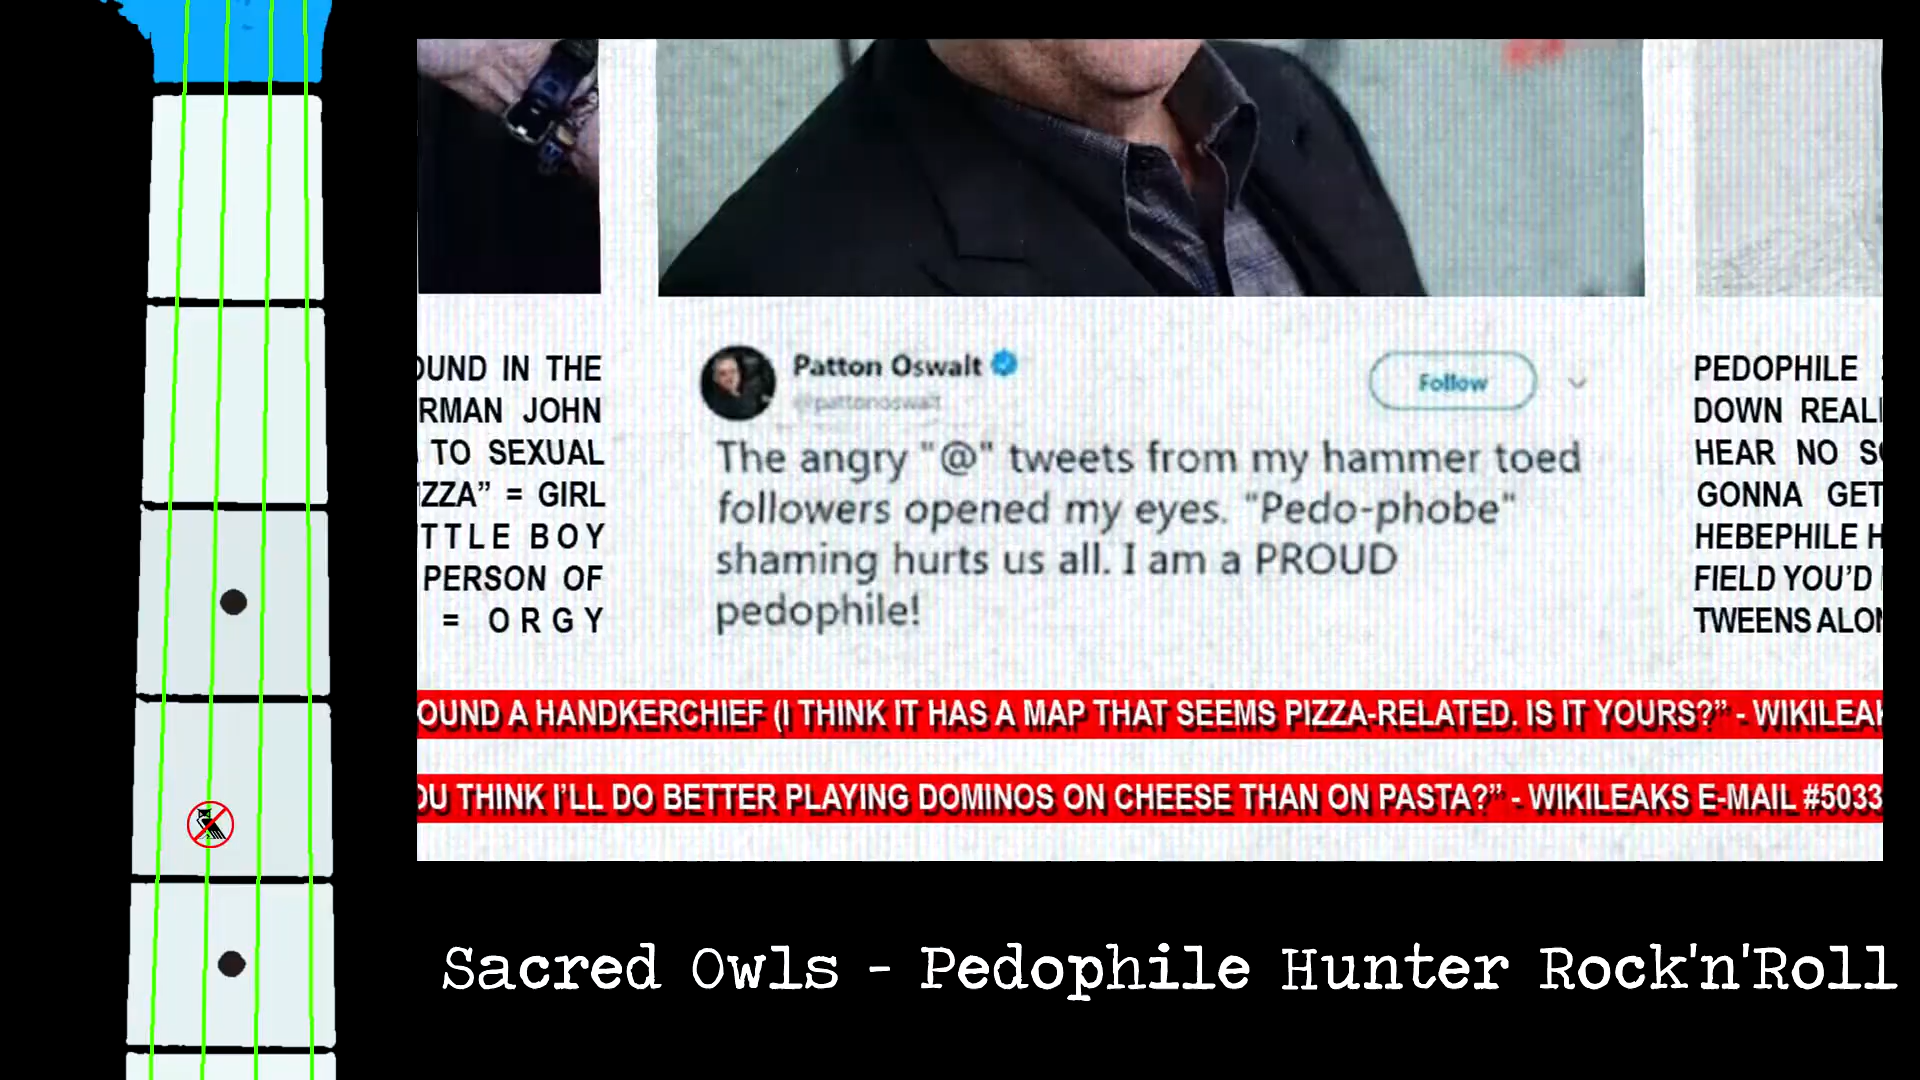 OUND IN THE
RMAN JOHN
TO SEXUAL
IZZA” = GIRL
TTLE BOY
PERSON OF
= ORGY
Patton Oswalt
@pattonoswalt
Follow
The angry "@" tweets from my hammer toed
followers opened my eyes. "Pedo-phobe"
shaming hurts us all. I am a PROUD
pedophile!
PEDOPHILE
DOWN REAL
HEAR NO S
GONNA GET
HEBEPHILE H
FIELD YOU’D
TWEENS ALO
OUND A HANDKERCHIEF (I THINK IT HAS A MAP THAT SEEMS PIZZA-RELATED. IS IT YOURS?” - WIKILEAK
OU THINK I’LL DO BETTER PLAYING DOMINOS ON CHEESE THAN ON PASTA?” - WIKILEAKS E-MAIL #5033
Sacred Owls - Pedophile Hunter Rock'n'Roll